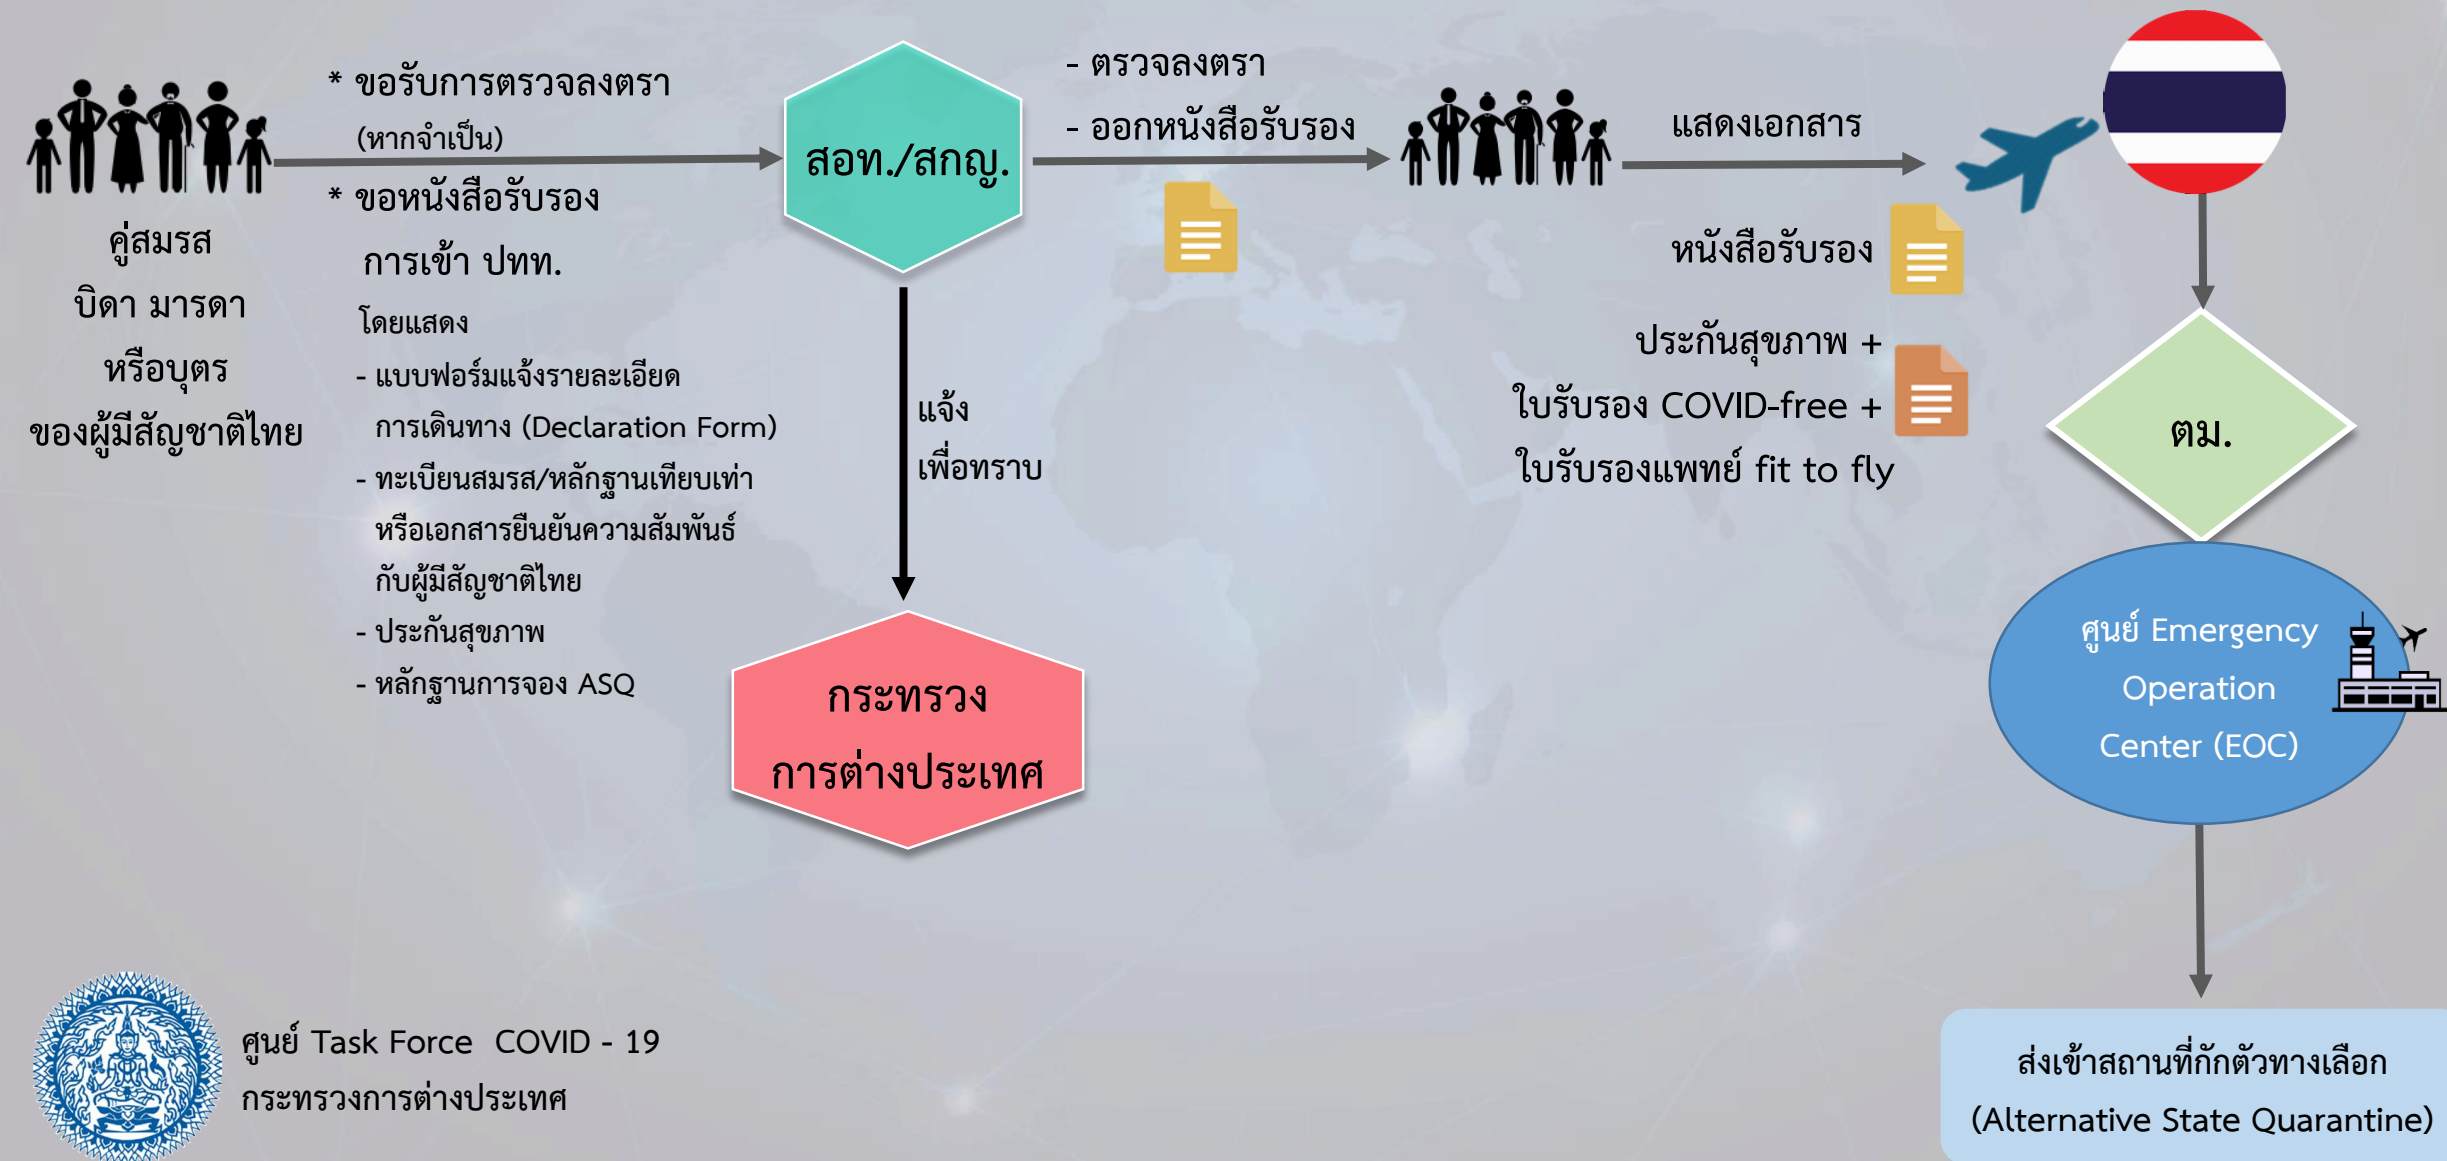 คู่สมรส
บิดา มารดา
หรือบุตร
ของผู้มีสัญชาติไทย
* ขอรับการตรวจลงตรา
(หากจำเป็น)
* ขอหนังสือรับรอง
การเข้า ปทท.
โดยแสดง
- แบบฟอร์มแจ้งรายละเอียด
การเดินทาง (Declaration Form)
- ทะเบียนสมรส/หลักฐานเทียบเท่า
หรือเอกสารยืนยันความสัมพันธ์
กับผู้มีสัญชาติไทย
- ประกันสุขภาพ
- หลักฐานการจอง ASQ
สอท./สกญ.
แจ้ง
เพื่อทราบ
กระทรวง
การต่างประเทศ
- ตรวจลงตรา
- ออกหนังสือรับรอง
แสดงเอกสาร
หนังสือรับรอง
ประกันสุขภาพ +
ใบรับรอง COVID-free +
ใบรับรองแพทย์ fit to fly
ตม.
ศูนย์ Emergency
Operation
Center (EOC)
ส่งเข้าสถานที่กักตัวทางเลือก
(Alternative State Quarantine)
ศูนย์ Task Force COVID - 19
กระทรวงการต่างประเทศ